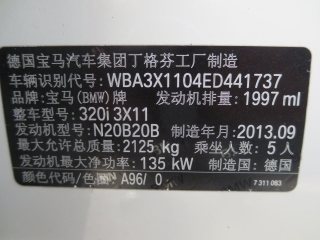 德国宝马汽车集团丁格芬工厂制造
车辆识别代号: WBA3X1104ED441737
品牌: 宝马(BMW)牌 发动机排量: 1997 ml
整车型号: 320i 3X11
发动机型号: N20B20B 制造年月: 2013.09
最大允许总质量: 2125 kg 乘坐人数: 5 人
发动机最大净功率: 135 kW 制造国: 德国
颜色代码/色图: A96/ 0
7 311 083